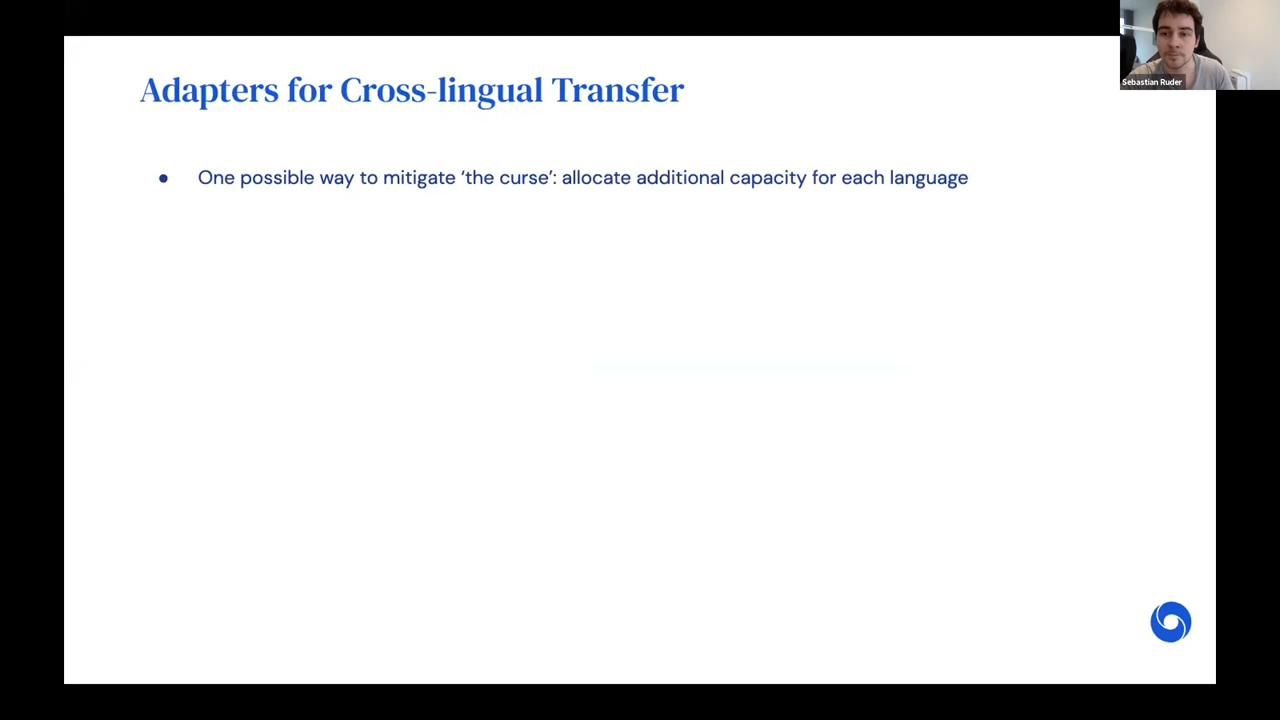 Adapters for Cross-lingual Transfer
Sebastian Ruder
● One possible way to mitigate ‘the curse’: allocate additional capacity for each language